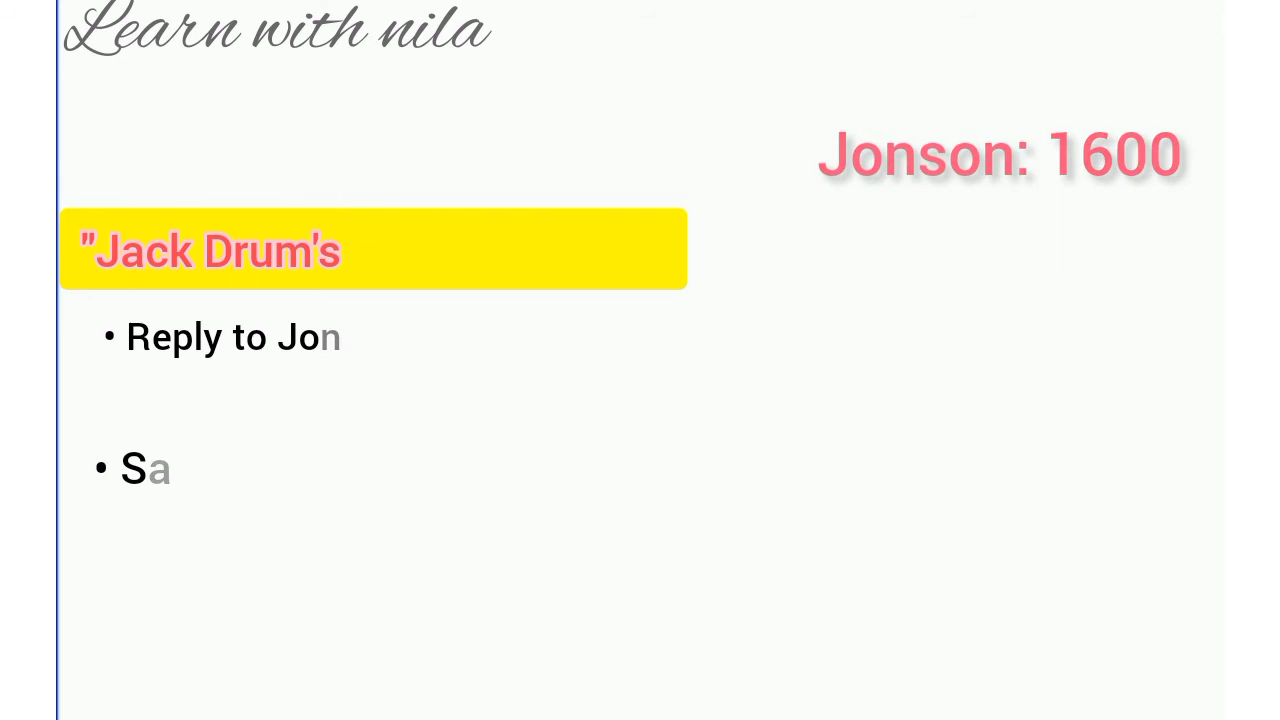 Learn with nila
Jonson: 1600
"Jack Drum's
• Reply to Jon
• Sa